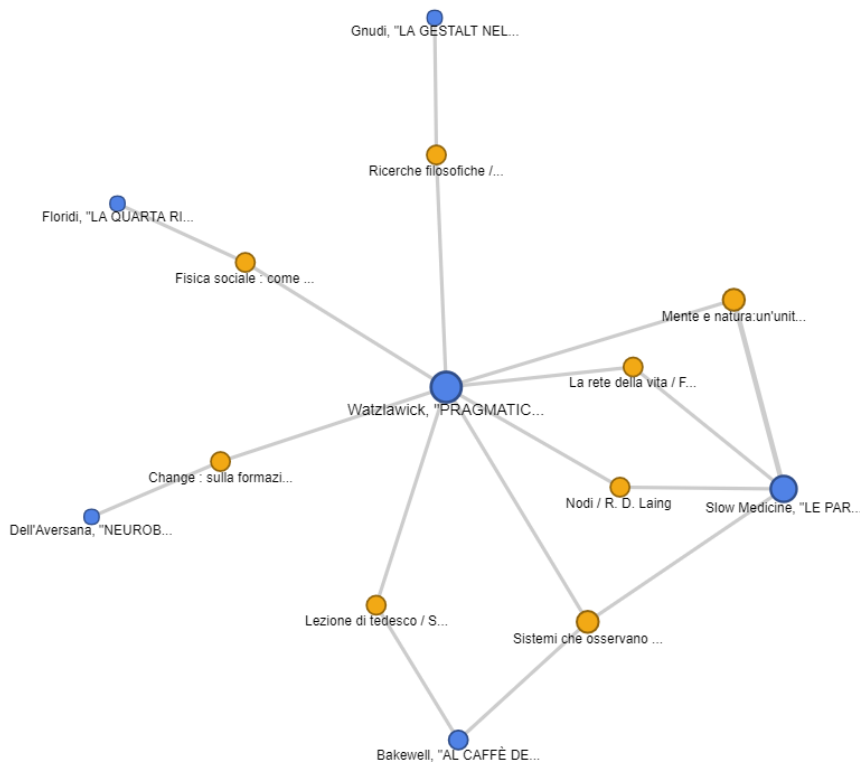 Gnudi, "LA GESTALT NEL...
Ricerche filosofiche /...
Floridi, "LA QUARTA RI...
Fisica sociale : come ...
Mente e natura:un'unit...
La rete della vita / F...
Watzlawick, "PRAGMATIC...
Change : sulla formazi...
Nodi / R. D. Laing
Slow Medicine, "LE PAR...
Dell'Aversana, "NEUROB...
Lezione di tedesco / S...
Sistemi che osservano ...
Bakewell, "AL CAFFÈ DE...